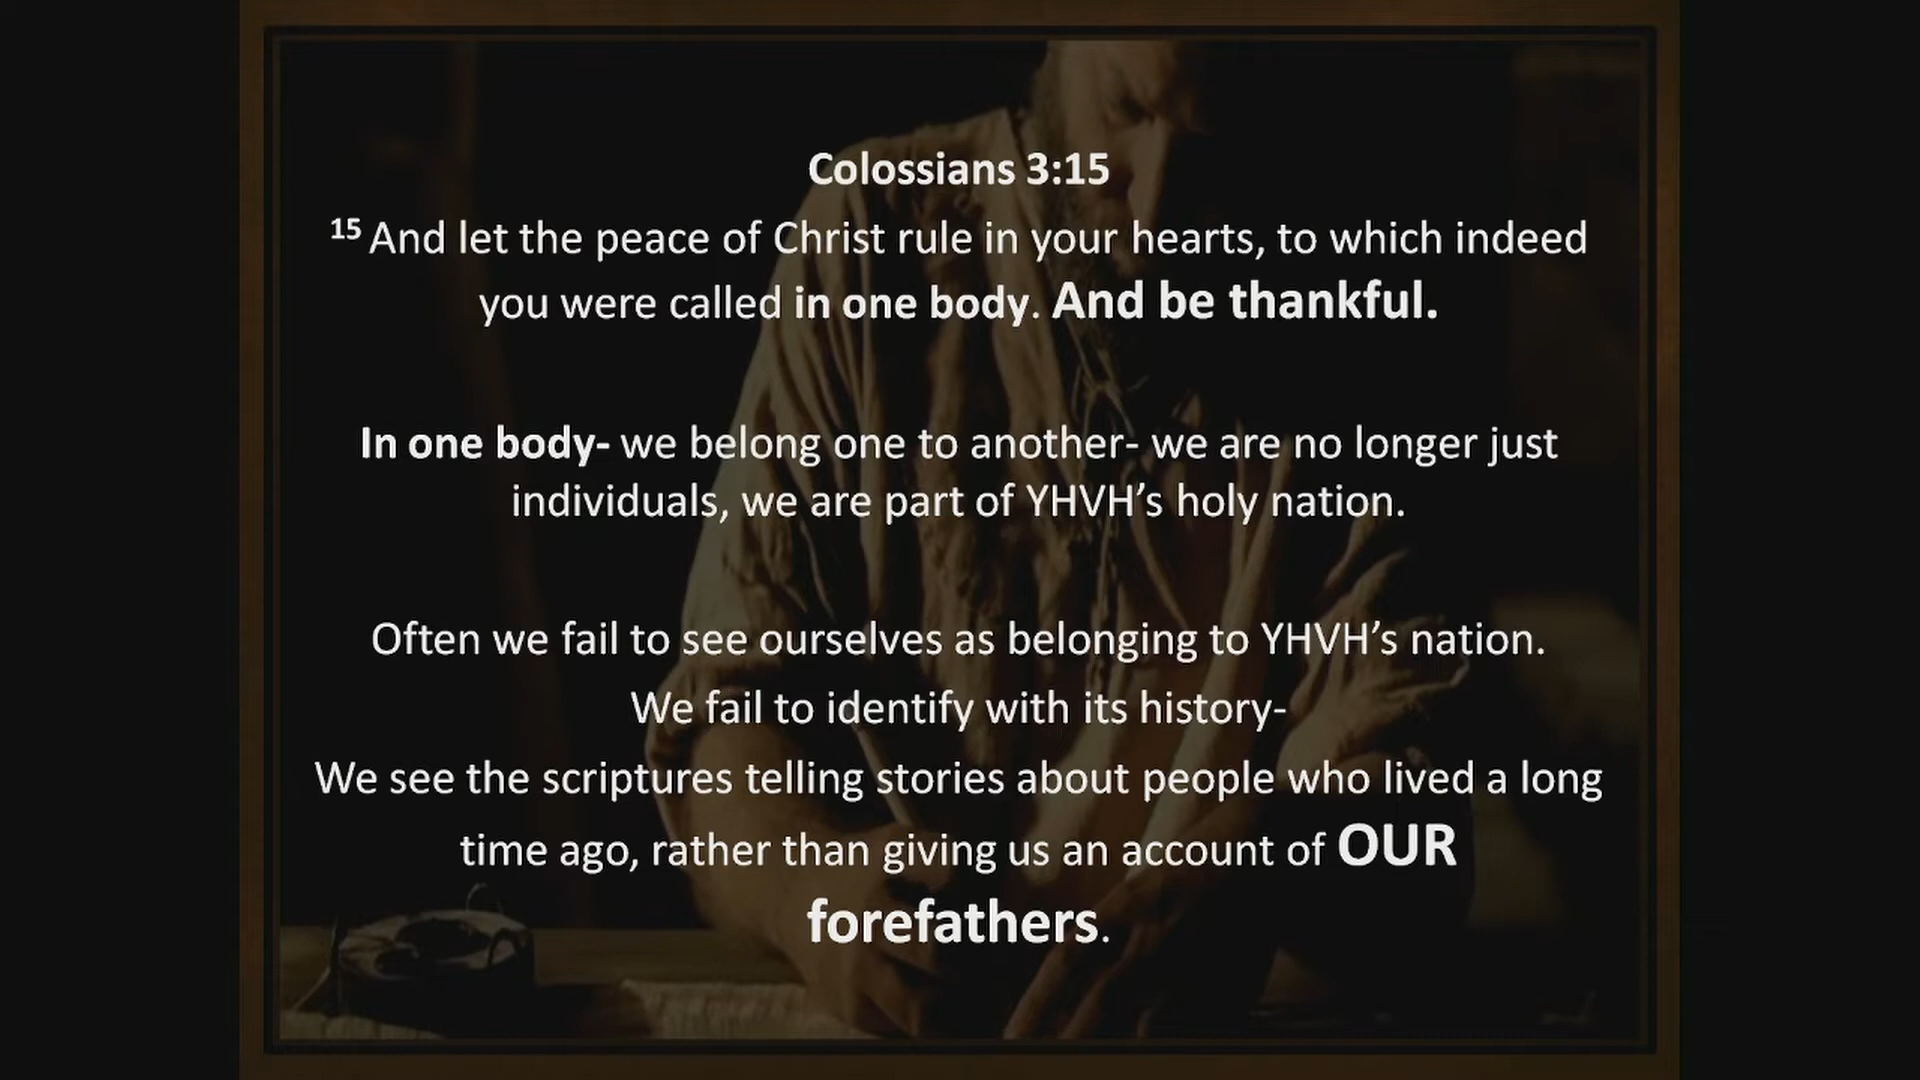 Colossians 3:15
15 And let the peace of Christ rule in your hearts, to which indeed
you were called in one body. And be thankful.
In one body- we belong one to another- we are no longer just
individuals, we are part of YHVH’s holy nation.
Often we fail to see ourselves as belonging to YHVH’s nation.
We fail to identify with its history-
We see the scriptures telling stories about people who lived a long
time ago, rather than giving us an account of OUR
forefathers.